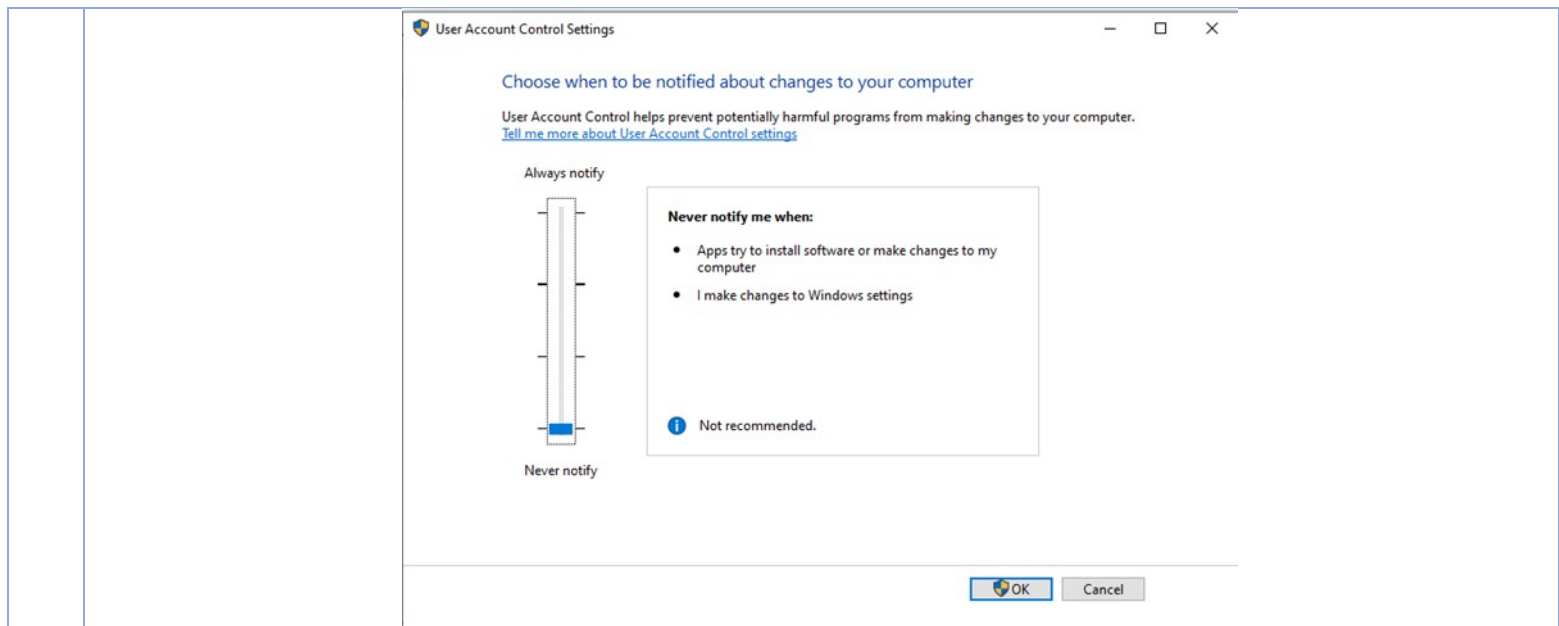 User Account Control Settings
Choose when to be notified about changes to your computer
User Account Control helps prevent potentially harmful programs from making changes to your computer.
Tell me more about User Account Control settings
Always notify
Never notify me when:
• Apps try to install software or make changes to my
computer
• I make changes to Windows settings
Not recommended.
Never notify
OK
Cancel